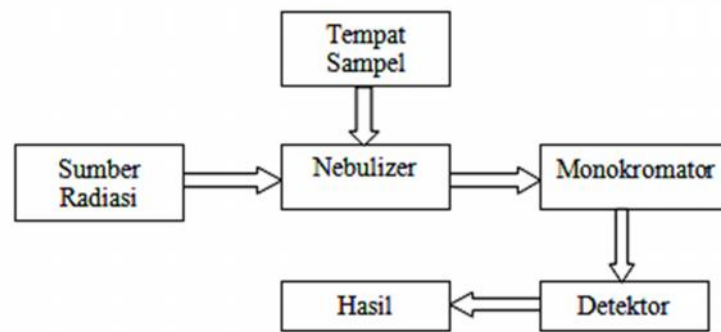 Tempat
Sampel
Sumber
Radiasi
Nebulizer
Monokromator
Hasil
Detektor